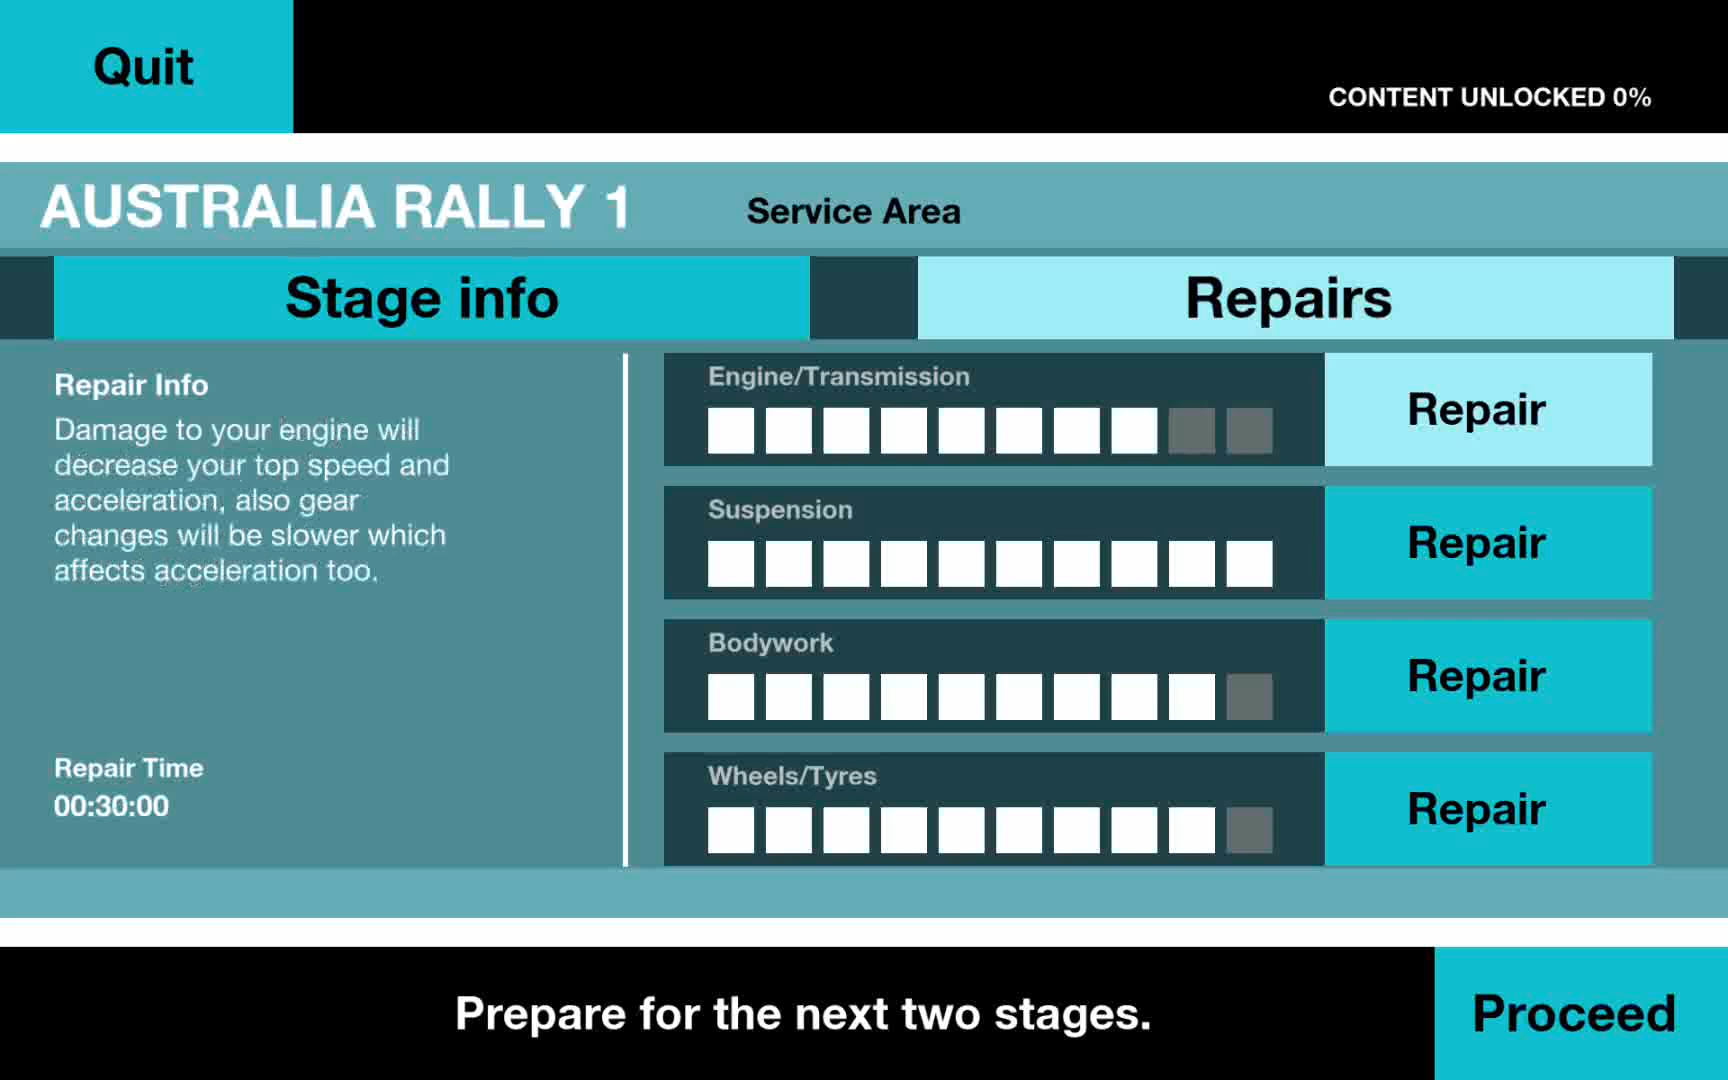 Quit
CONTENT UNLOCKED 0%
AUSTRALIA RALLY 1
Service Area
Stage info
Repairs
Repair Info
Damage to your engine will
decrease your top speed and
acceleration, also gear
changes will be slower which
affects acceleration too.
Repair Time
00:30:00
Engine/Transmission
Repair
Suspension
Repair
Bodywork
Repair
Wheels/Tyres
Repair
Prepare for the next two stages.
Proceed